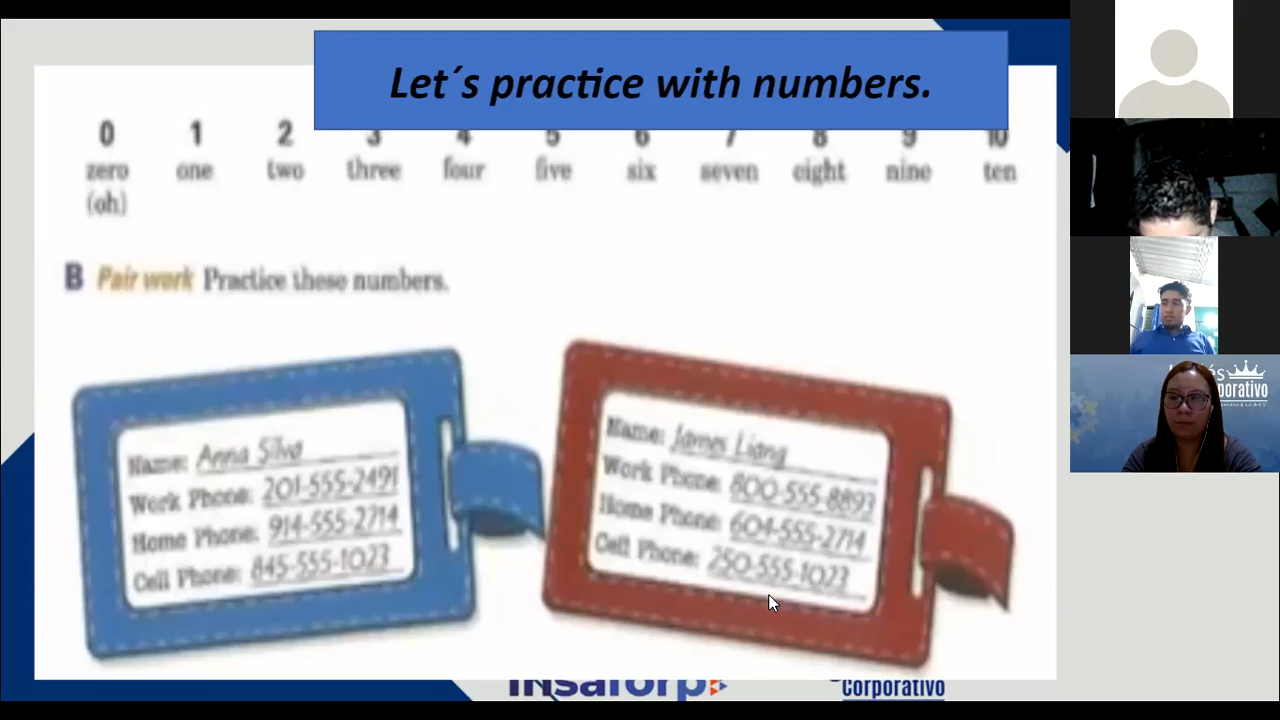 Let´s practice with numbers.
0 1 2 3 4 5 6 7 8 9 10
zero one two three four five six seven eight nine ten
(oh)
B Pair work Practice these numbers.
Name: Anna Silva
Work Phone: 201-555-2491
Home Phone: 914-555-2714
Cell Phone: 845-555-1023
Name: James Liang
Work Phone: 800-555-8893
Home Phone: 604-555-2714
Cell Phone: 250-555-1023
Insaforp
Corporativo